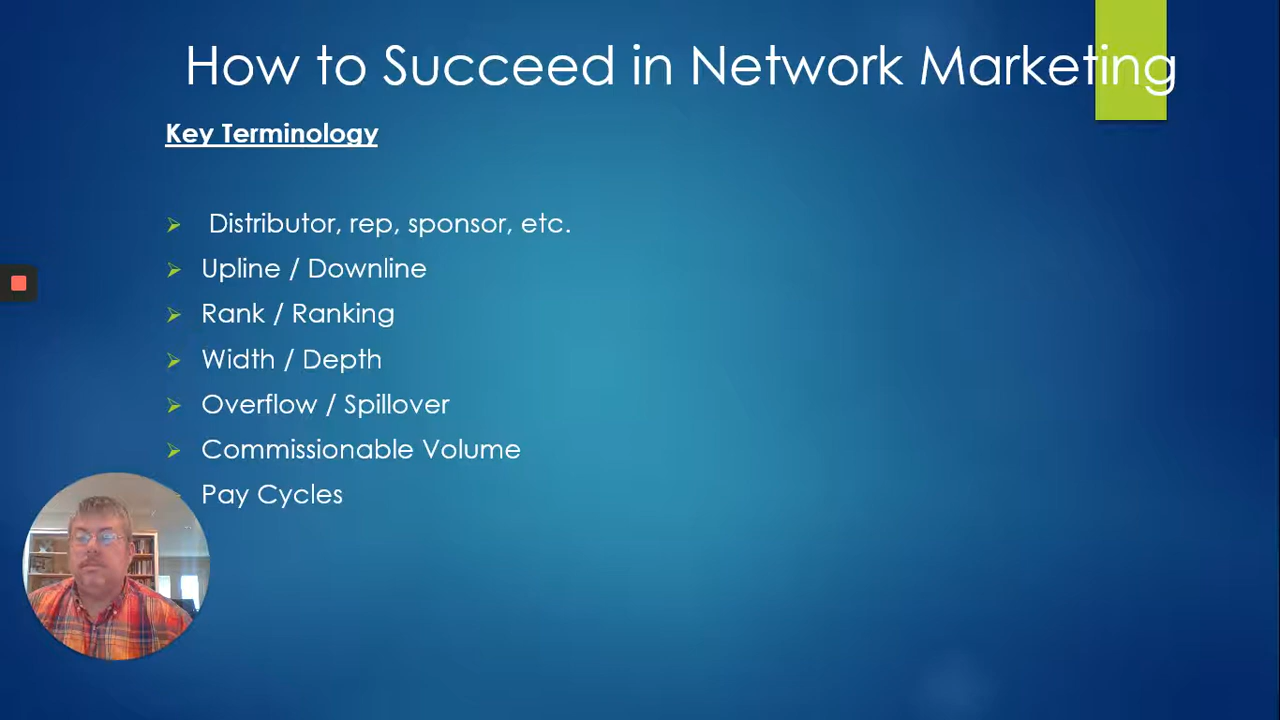 How to Succeed in Network Marketing
Key Terminology
Distributor, rep, sponsor, etc.
Upline / Downline
Rank / Ranking
Width / Depth
Overflow / Spillover
Commissionable Volume
Pay Cycles